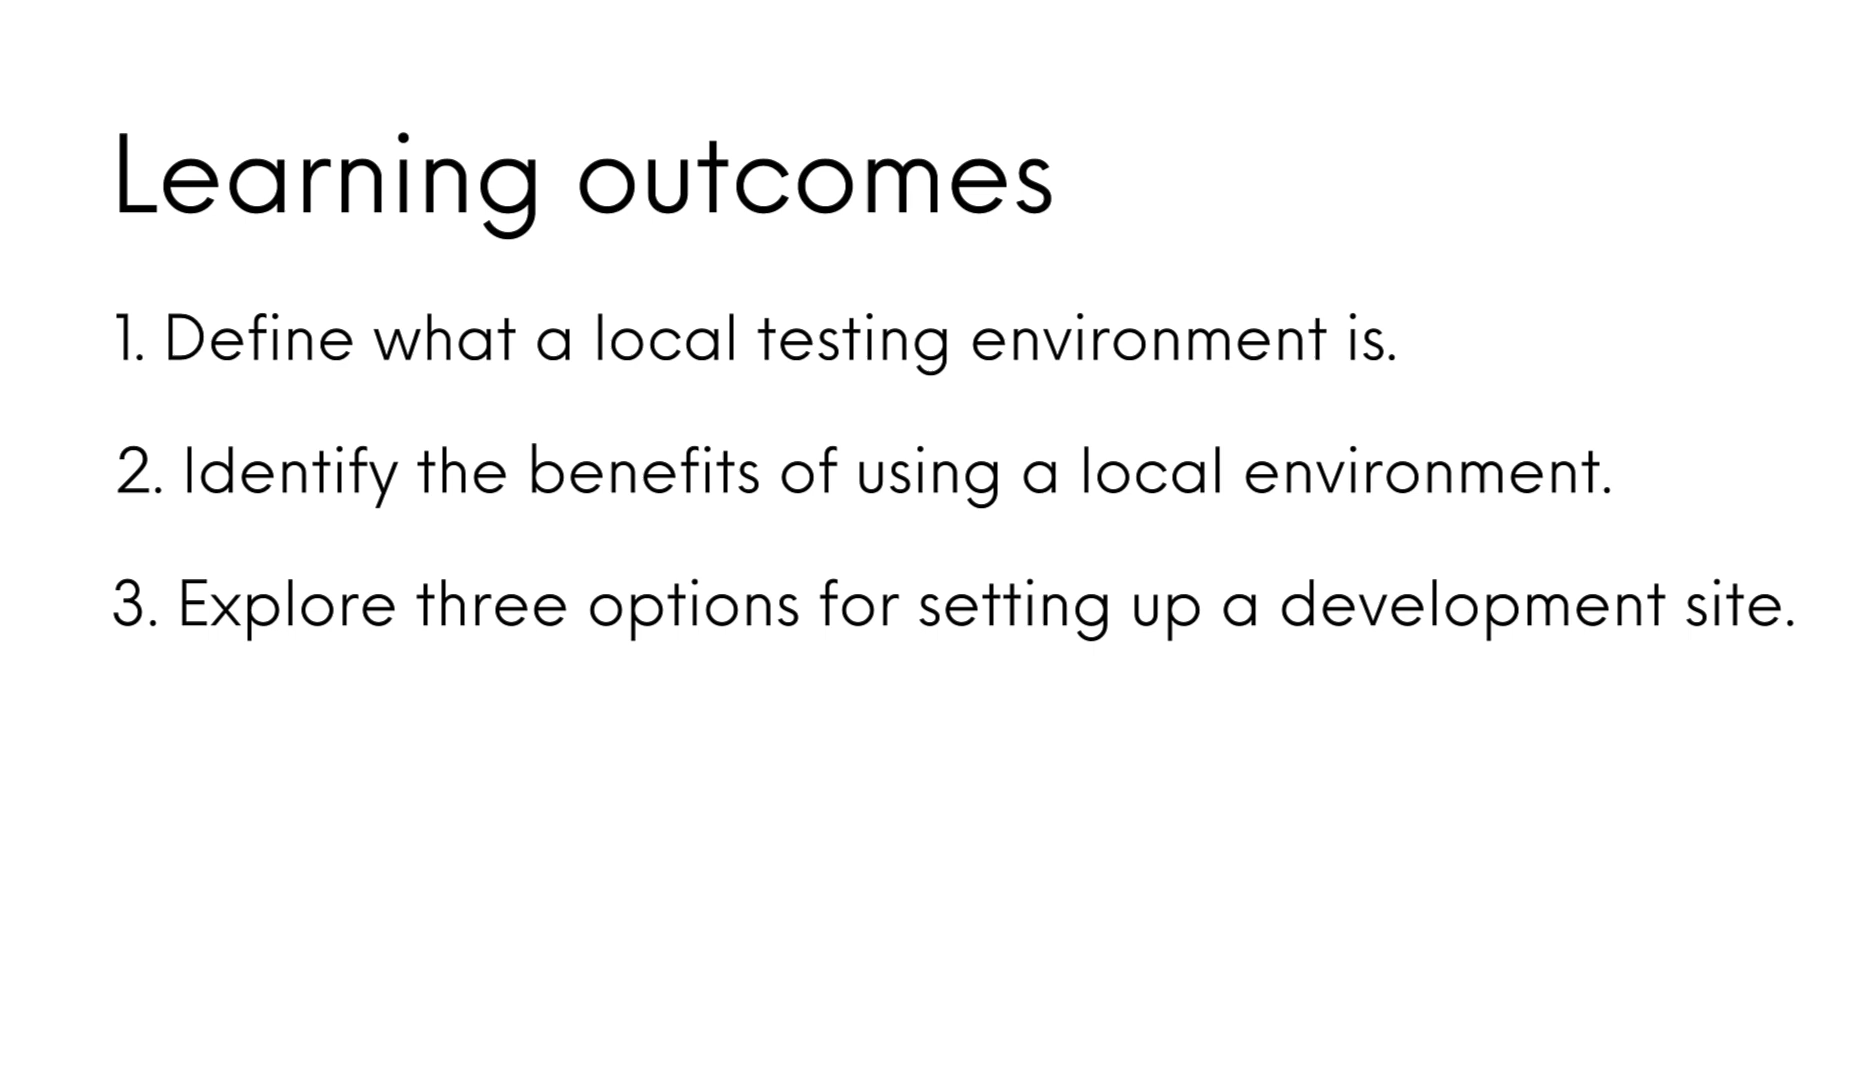 Learning outcomes
1. Define what a local testing environment is.
2. Identify the benefits of using a local environment.
3. Explore three options for setting up a development site.